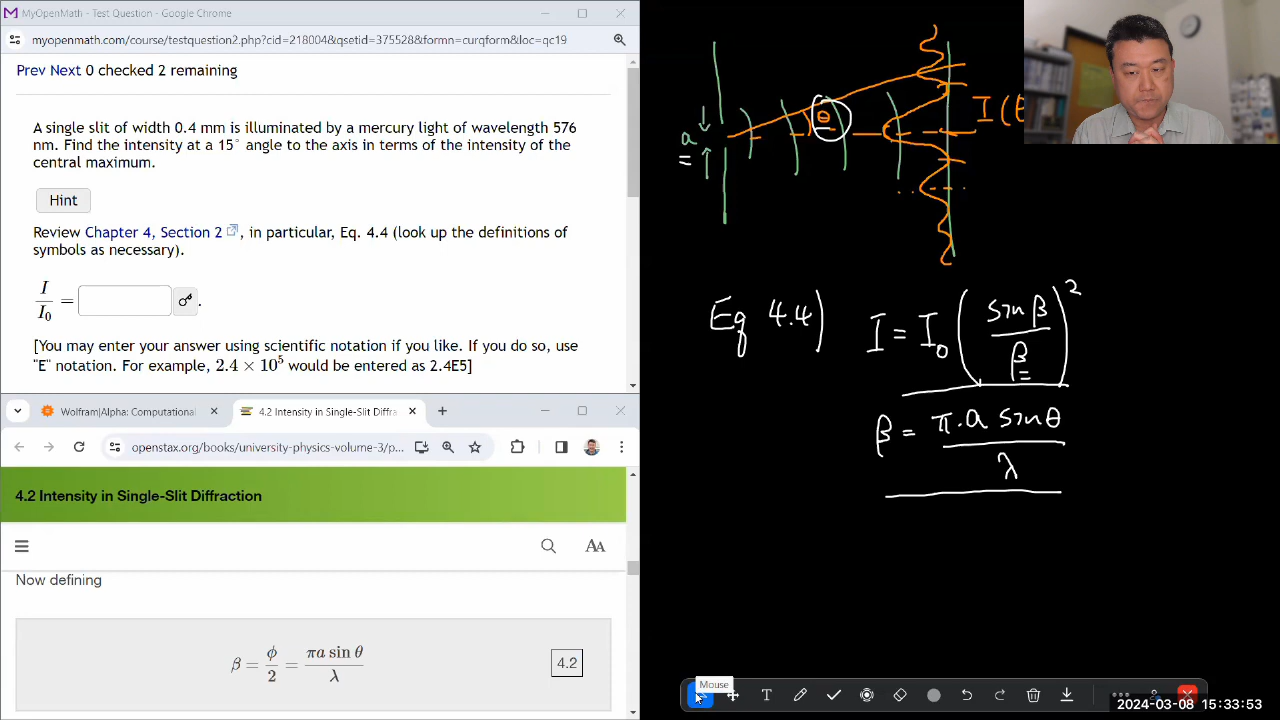 MyOpenMath - Test Question - Google Chrome
myopenmath.com/course/testquestion2.php?cid=218004&qsetid=375528&formn=curqform&loc=qc19
Prev Next 0 checked 2 remaining
A single slit of width 0.4 mm is illuminated by a mercury light of wavelength 576
nm. Find the intensity at a 15° angle to the axis in terms of the intensity of the
central maximum.
Hint
Review Chapter 4, Section 2, in particular, Eq. 4.4 (look up the definitions of
symbols as necessary).
I
I0 = .
[You may enter your answer using scientific notation if you like. If you do so, use
"E" notation. For example, 2.4 × 10⁵ would be entered as 2.4E5]
Wolfram|Alpha: Computational
4.2 Intensity in Single-Slit Diffra
openstax.org/books/university-physics-volume-3/p...
4.2 Intensity in Single-Slit Diffraction
AA
Now defining
β = ϕ/2 = πa sin θ/λ
4.2
a
=
θ
I(θ
Eq 4.4) I = I₀ (sin β/β)²
β = π·a sin θ/λ
Mouse
T
2024-03-08 15:33:53